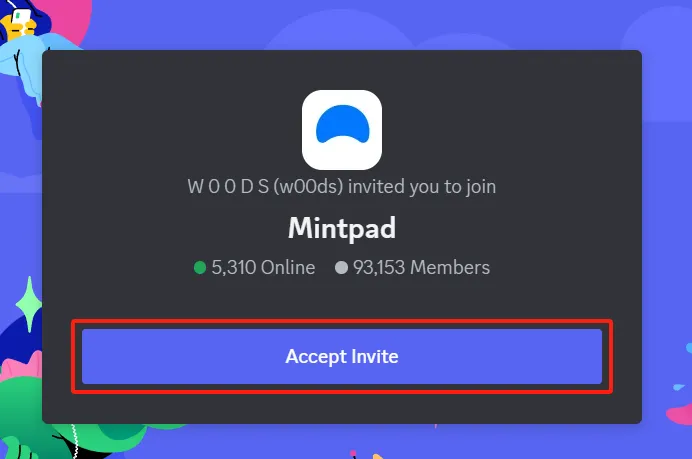 W 0 0 D S (w00ds) invited you to join
Mintpad
5,310 Online 93,153 Members
Accept Invite